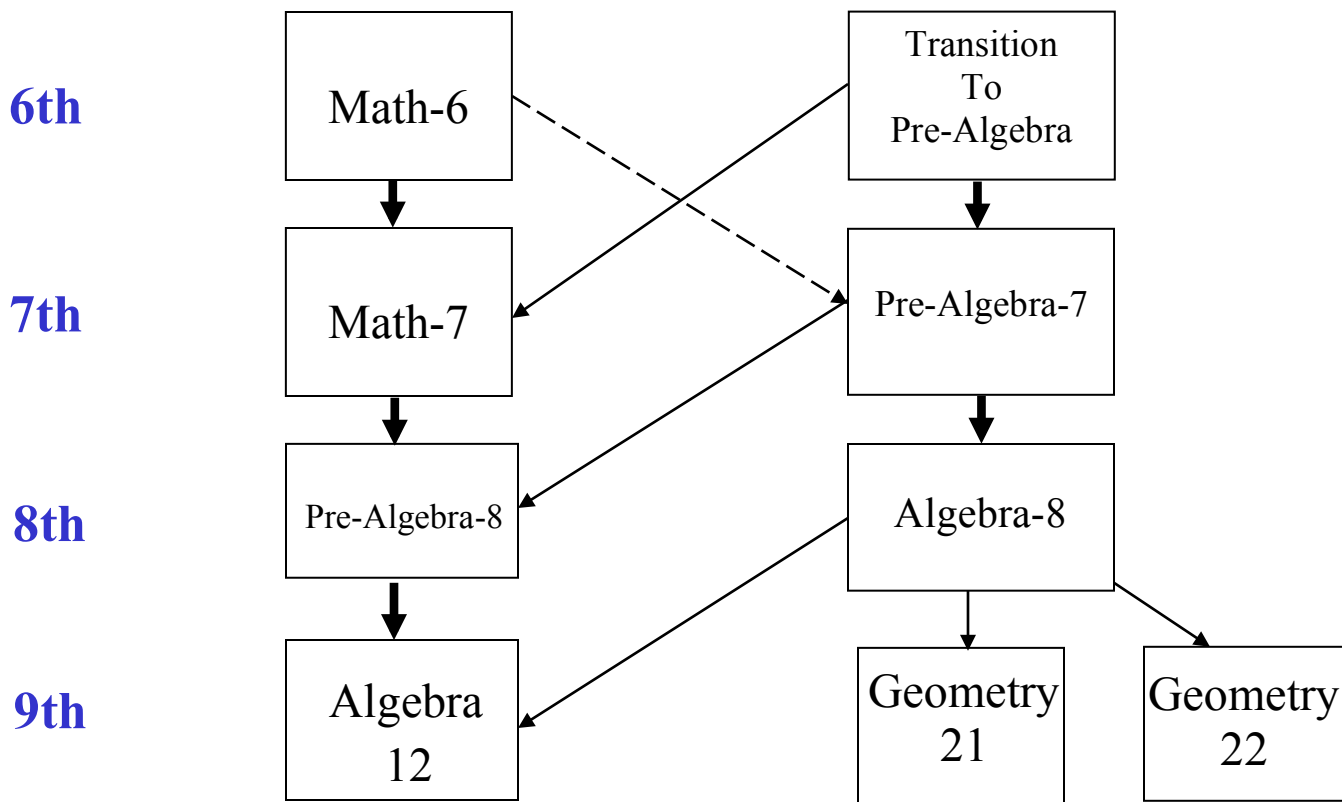 6th
Math-6
Transition
To
Pre-Algebra
7th
Math-7
Pre-Algebra-7
8th
Pre-Algebra-8
Algebra-8
9th
Algebra
12
Geometry
21
Geometry
22